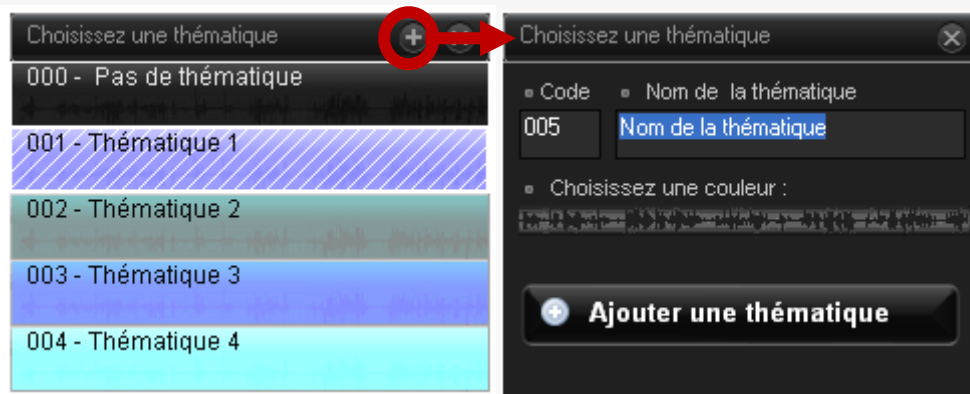 Choisissez une thématique
000 - Pas de thématique
001 - Thématique 1
002 - Thématique 2
003 - Thématique 3
004 - Thématique 4
Choisissez une thématique
Code Nom de la thématique
005 Nom de la thématique
Choisissez une couleur :
Ajouter une thématique